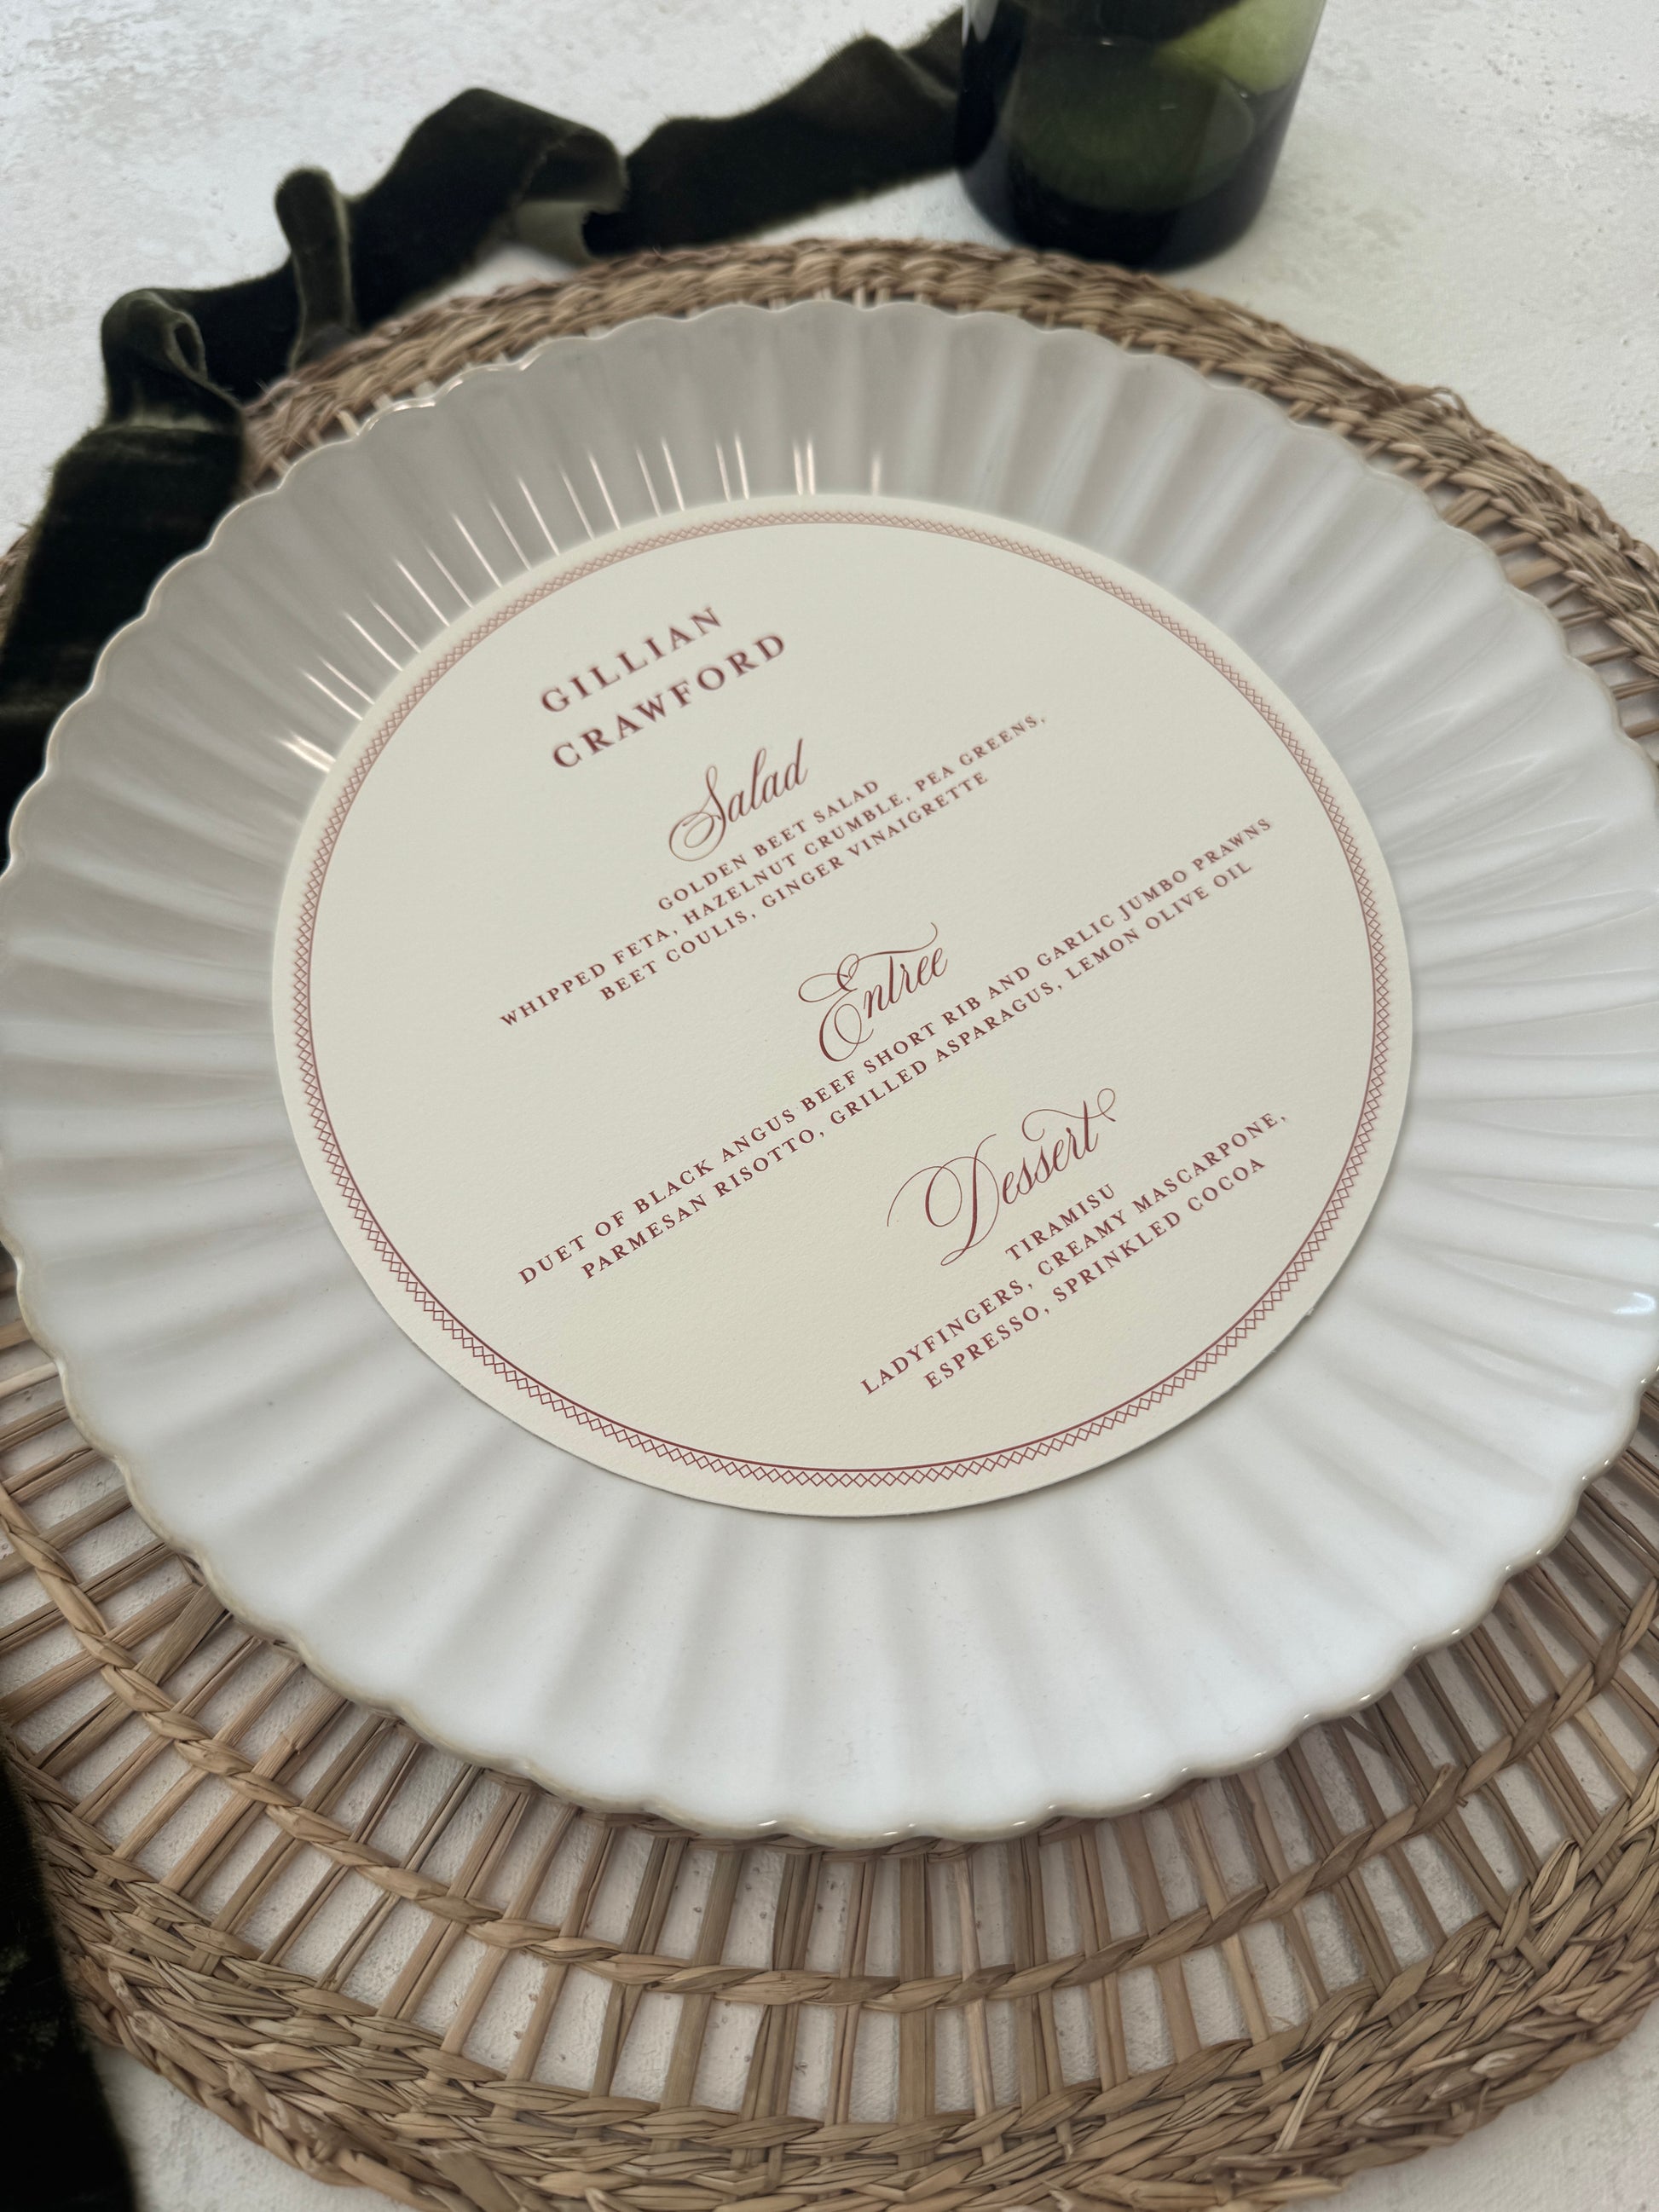 GILLIAN
CRAWFORD
Salad
GOLDEN BEET SALAD
WHIPPED FETA, HAZELNUT CRUMBLE, PEA GREENS,
BEET COULIS, GINGER VINAIGRETTE
Entree
DUET OF BLACK ANGUS BEEF SHORT RIB AND GARLIC JUMBO PRAWNS
PARMESAN RISOTTO, GRILLED ASPARAGUS, LEMON OLIVE OIL
Dessert
TIRAMISU
LADYFINGERS, CREAMY MASCARPONE,
ESPRESSO, SPRINKLED COCOA